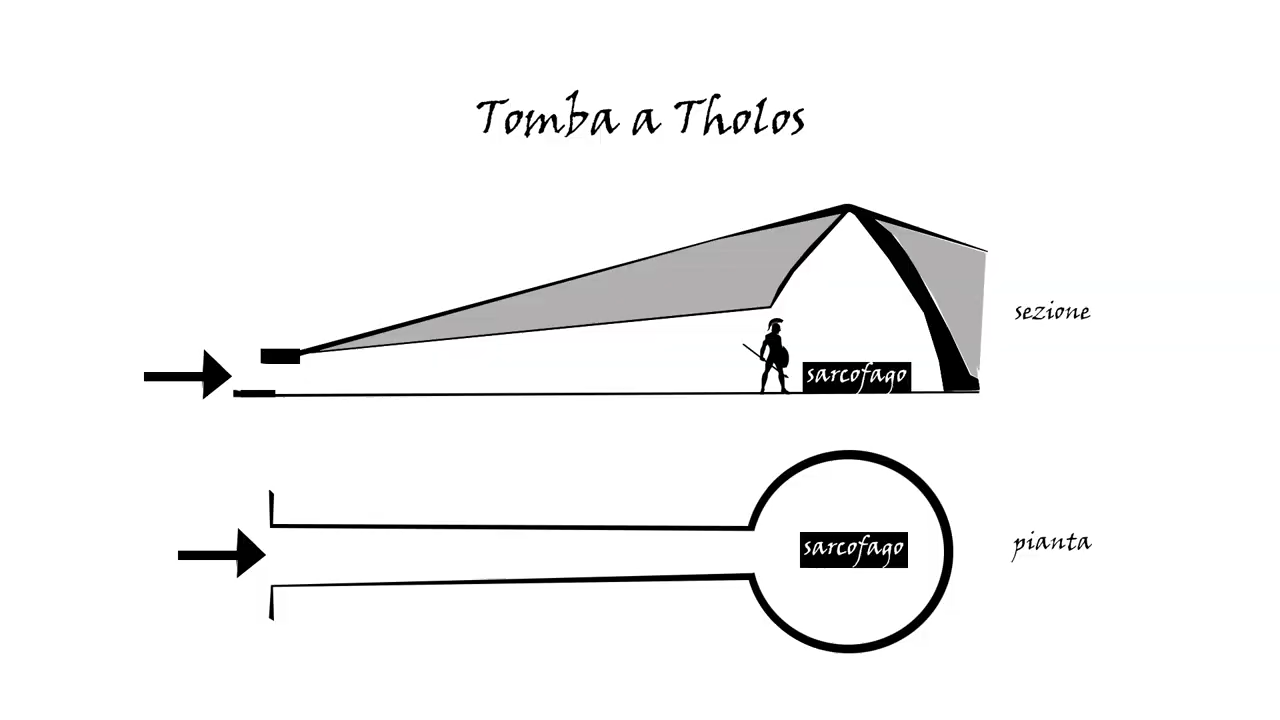 Tomba a Tholos
sezione
sarcofago
sarcofago
pianta